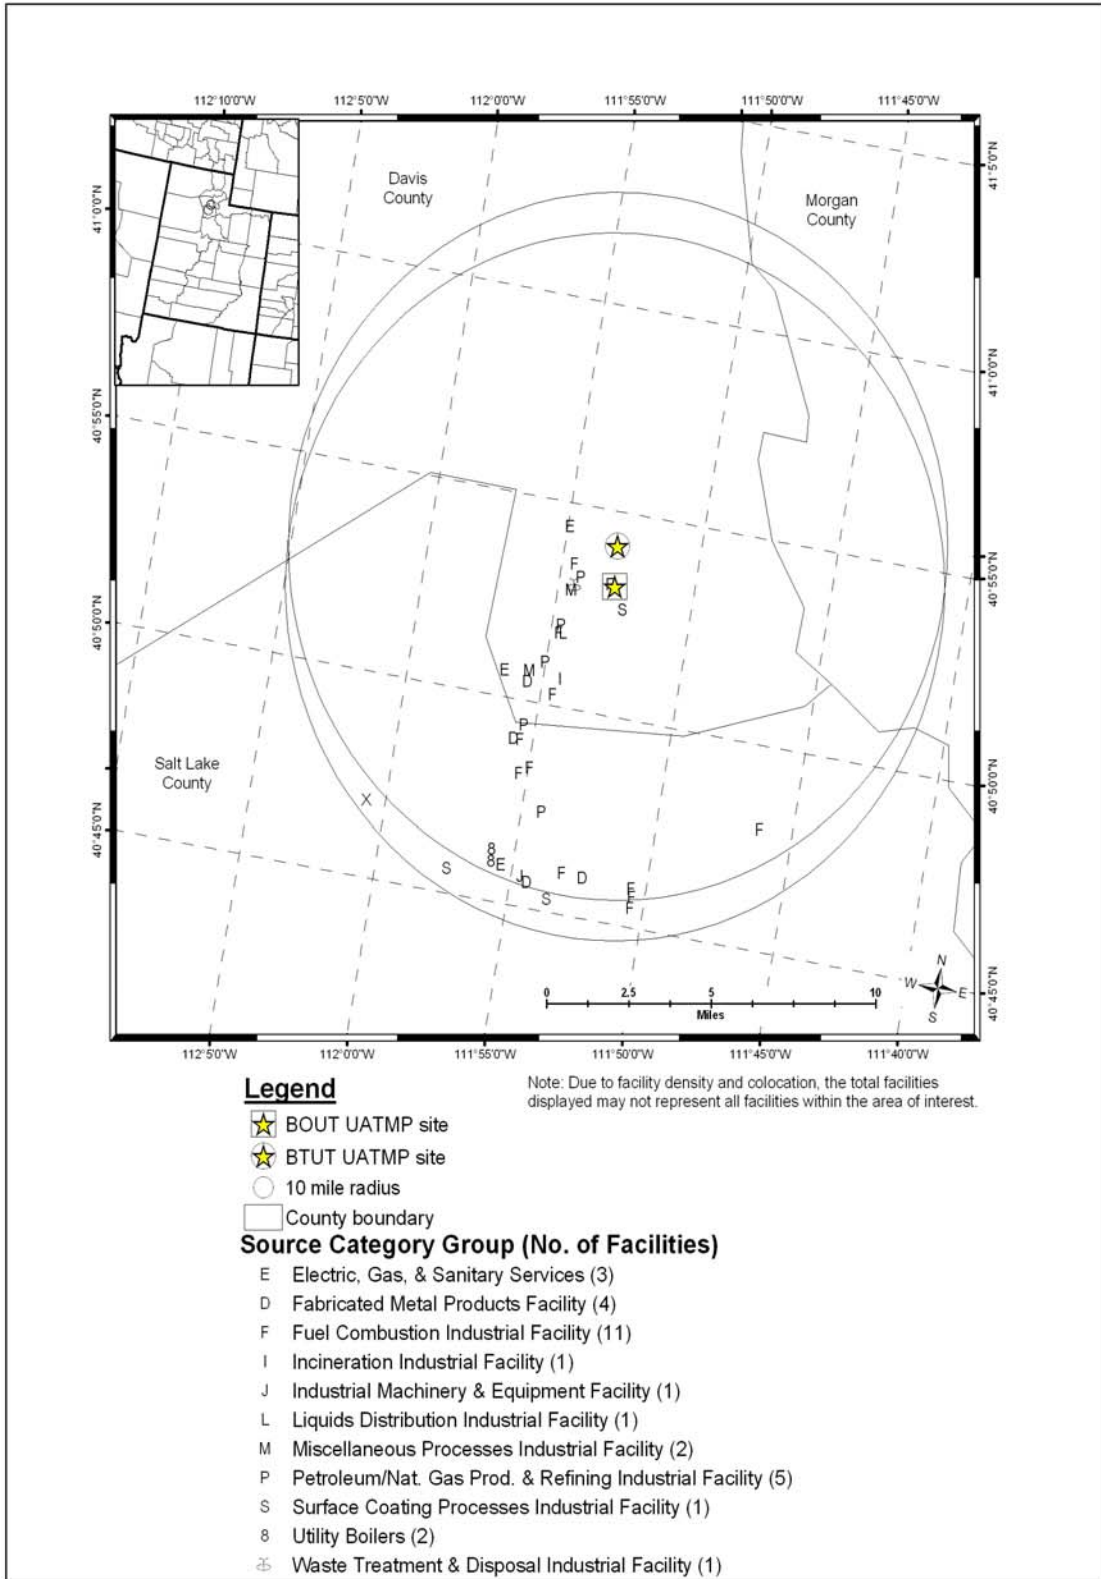 112°10'0"W 112°5'0"W 112°0'0"W 111°55'0"W 111°50'0"W 111°45'0"W
41°0'0"N
40°55'0"N
40°50'0"N
40°45'0"N
41°5'0"N
41°0'0"N
40°55'0"N
40°50'0"N
40°45'0"N
Davis
County
Morgan
County
E
F
P
M
S
P
F L
P
E M
D
I
F
P
D F
F
F
X
P
F
8
8
E
S
J
D
F
D
S
F
F
F
Salt Lake
County
N
W E
S
0 2.5 5 10
Miles
112°5'0"W 112°0'0"W 111°55'0"W 111°50'0"W 111°45'0"W 111°40'0"W
Legend
BOUT UATMP site
BTUT UATMP site
10 mile radius
County boundary
Note: Due to facility density and colocation, the total facilities
displayed may not represent all facilities within the area of interest.
Source Category Group (No. of Facilities)
E Electric, Gas, & Sanitary Services (3)
D Fabricated Metal Products Facility (4)
F Fuel Combustion Industrial Facility (11)
I Incineration Industrial Facility (1)
J Industrial Machinery & Equipment Facility (1)
L Liquids Distribution Industrial Facility (1)
M Miscellaneous Processes Industrial Facility (2)
P Petroleum/Nat. Gas Prod. & Refining Industrial Facility (5)
S Surface Coating Processes Industrial Facility (1)
8 Utility Boilers (2)
Waste Treatment & Disposal Industrial Facility (1)